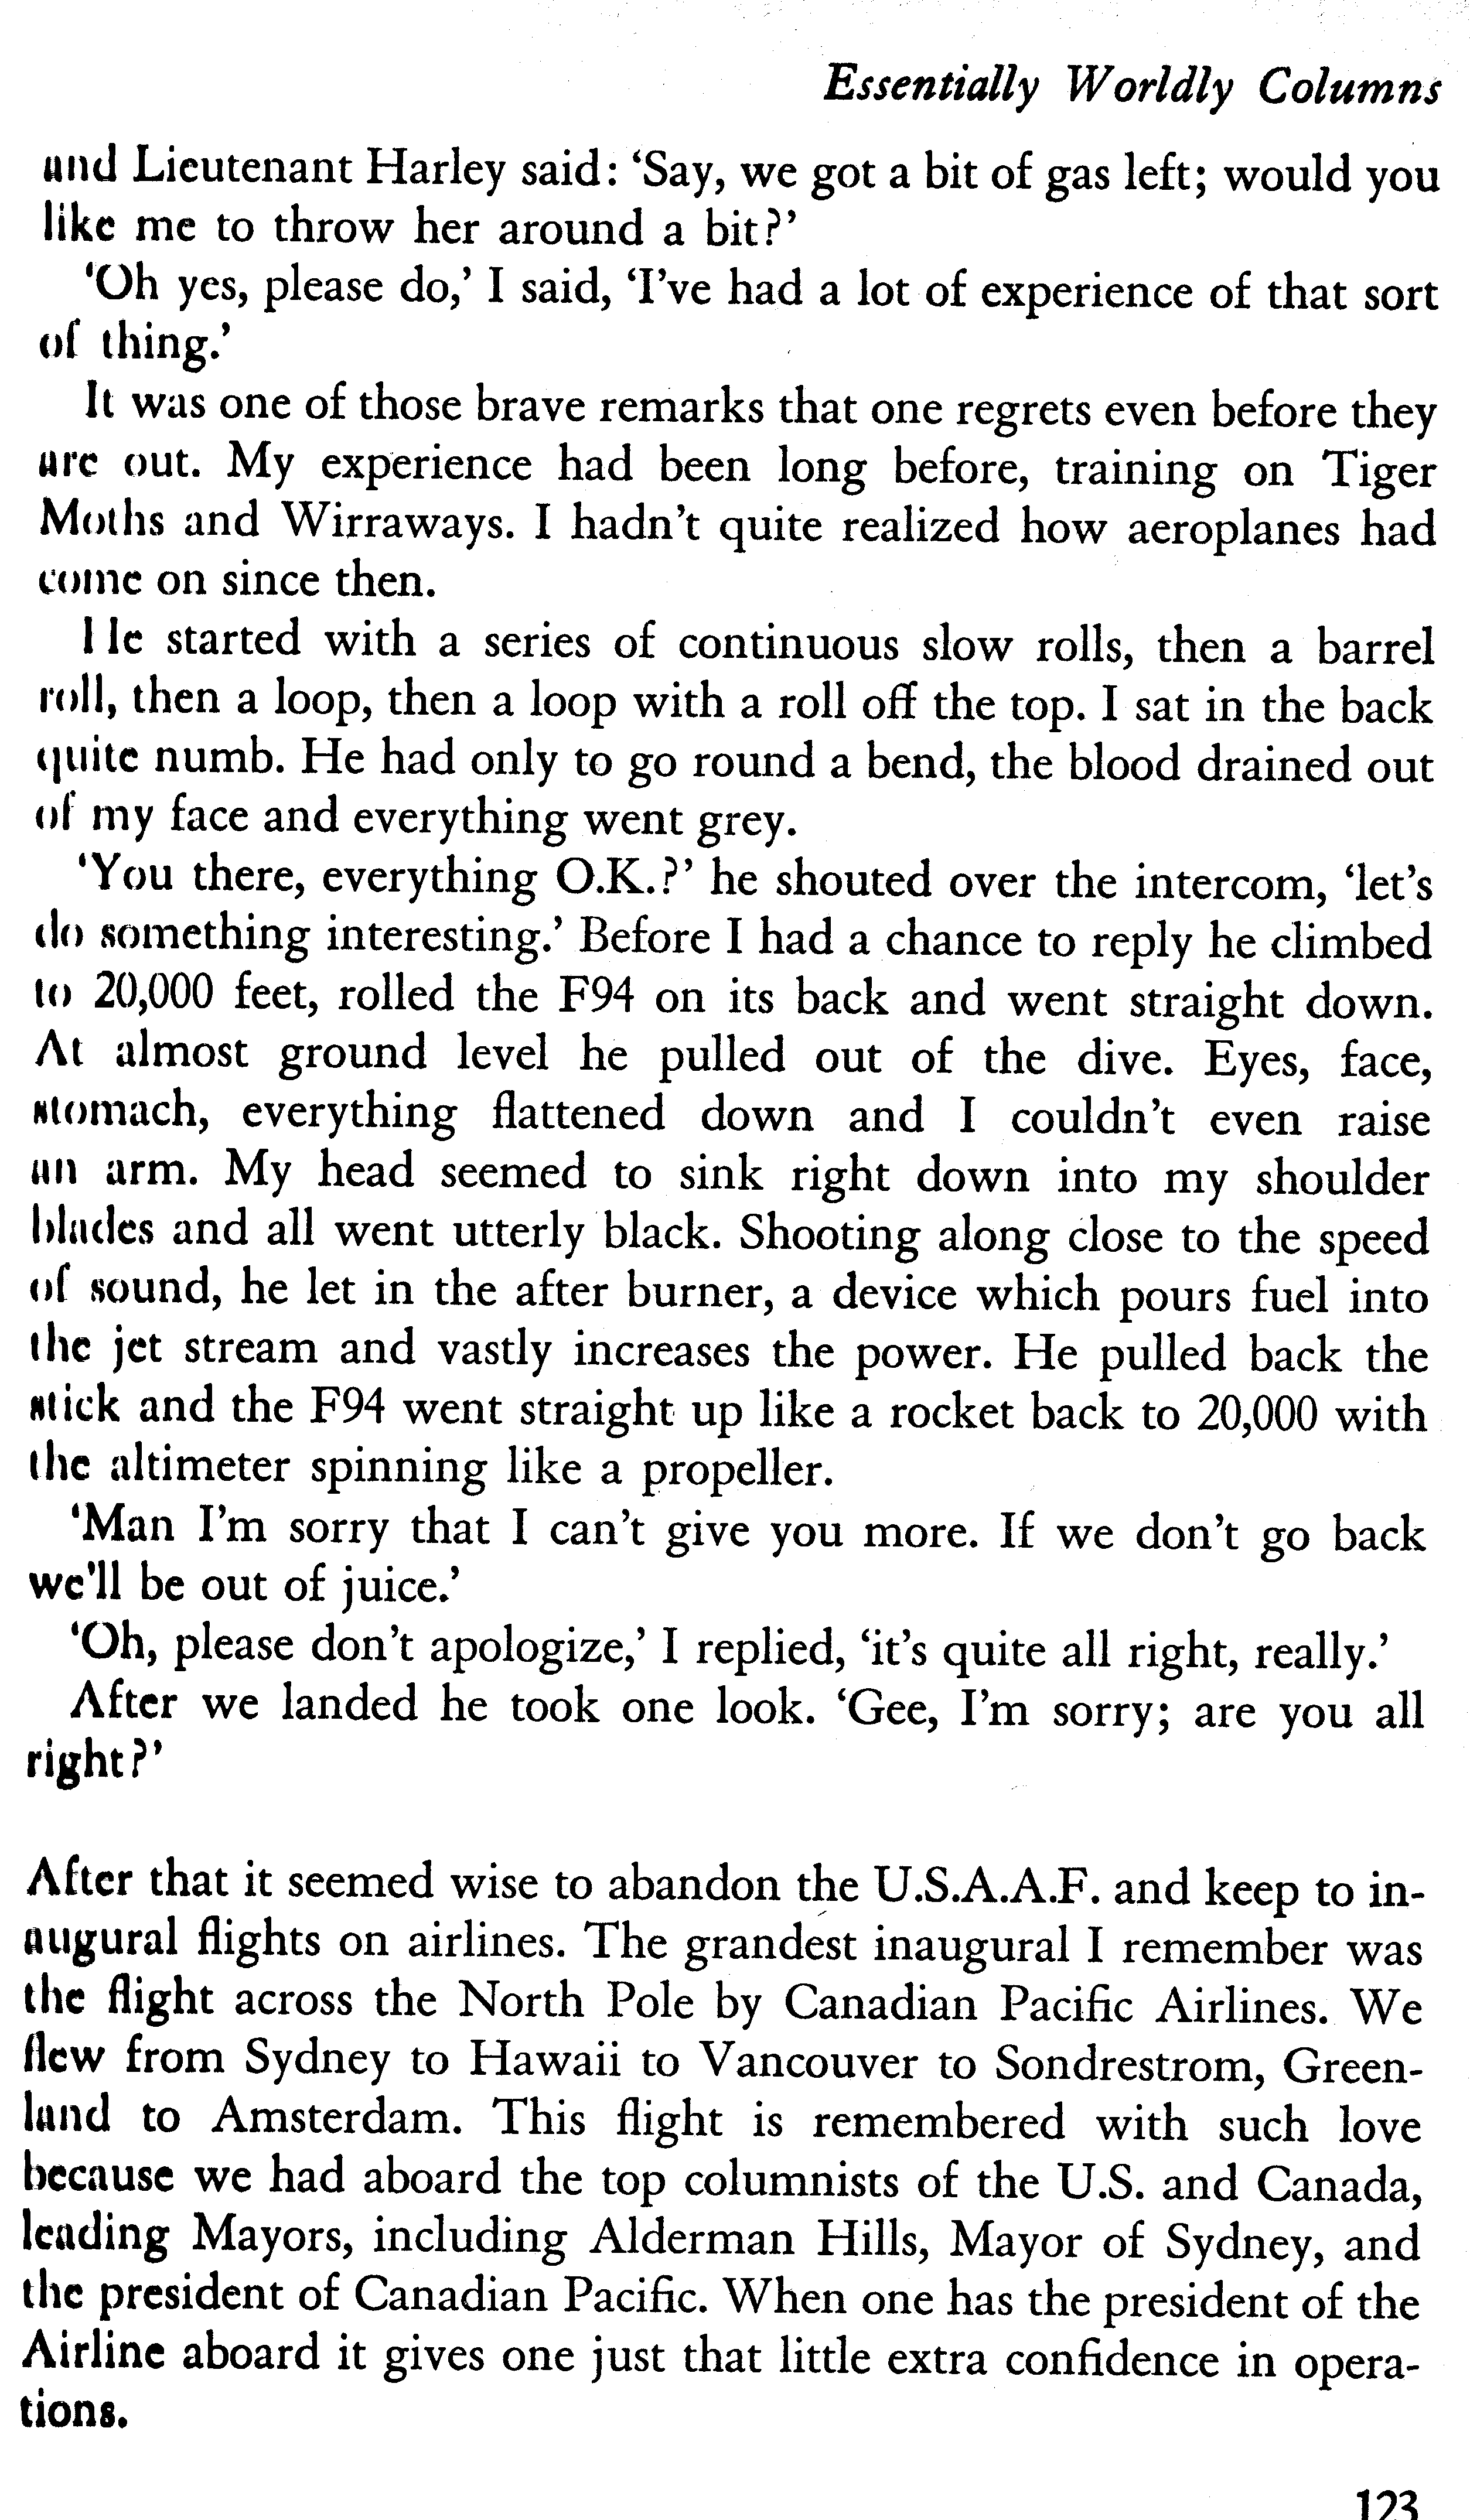 Essentially Worldly Columns
and Lieutenant Harley said: ‘Say, we got a bit of gas left; would you
like me to throw her around a bit?’
‘Oh yes, please do,’ I said, ‘I’ve had a lot of experience of that sort
of thing.’
It was one of those brave remarks that one regrets even before they
are out. My experience had been long before, training on Tiger
Moths and Wirraways. I hadn’t quite realized how aeroplanes had
come on since then.
He started with a series of continuous slow rolls, then a barrel
roll, then a loop, then a loop with a roll off the top. I sat in the back
quite numb. He had only to go round a bend, the blood drained out
of my face and everything went grey.
‘You there, everything O.K.?’ he shouted over the intercom, ‘let’s
do something interesting.’ Before I had a chance to reply he climbed
to 20,000 feet, rolled the F94 on its back and went straight down.
At almost ground level he pulled out of the dive. Eyes, face,
stomach, everything flattened down and I couldn’t even raise
an arm. My head seemed to sink right down into my shoulder
blades and all went utterly black. Shooting along close to the speed
of sound, he let in the after burner, a device which pours fuel into
the jet stream and vastly increases the power. He pulled back the
stick and the F94 went straight up like a rocket back to 20,000 with
the altimeter spinning like a propeller.
‘Man I’m sorry that I can’t give you more. If we don’t go back
we’ll be out of juice.’
‘Oh, please don’t apologize,’ I replied, ‘it’s quite all right, really.’
After we landed he took one look. ‘Gee, I’m sorry; are you all
right?’
After that it seemed wise to abandon the U.S.A.A.F. and keep to in-
augural flights on airlines. The grandest inaugural I remember was
the flight across the North Pole by Canadian Pacific Airlines. We
flew from Sydney to Hawaii to Vancouver to Sondrestrom, Green-
land to Amsterdam. This flight is remembered with such love
because we had aboard the top columnists of the U.S. and Canada,
leading Mayors, including Alderman Hills, Mayor of Sydney, and
the president of Canadian Pacific. When one has the president of the
Airline aboard it gives one just that little extra confidence in opera-
tions.
123